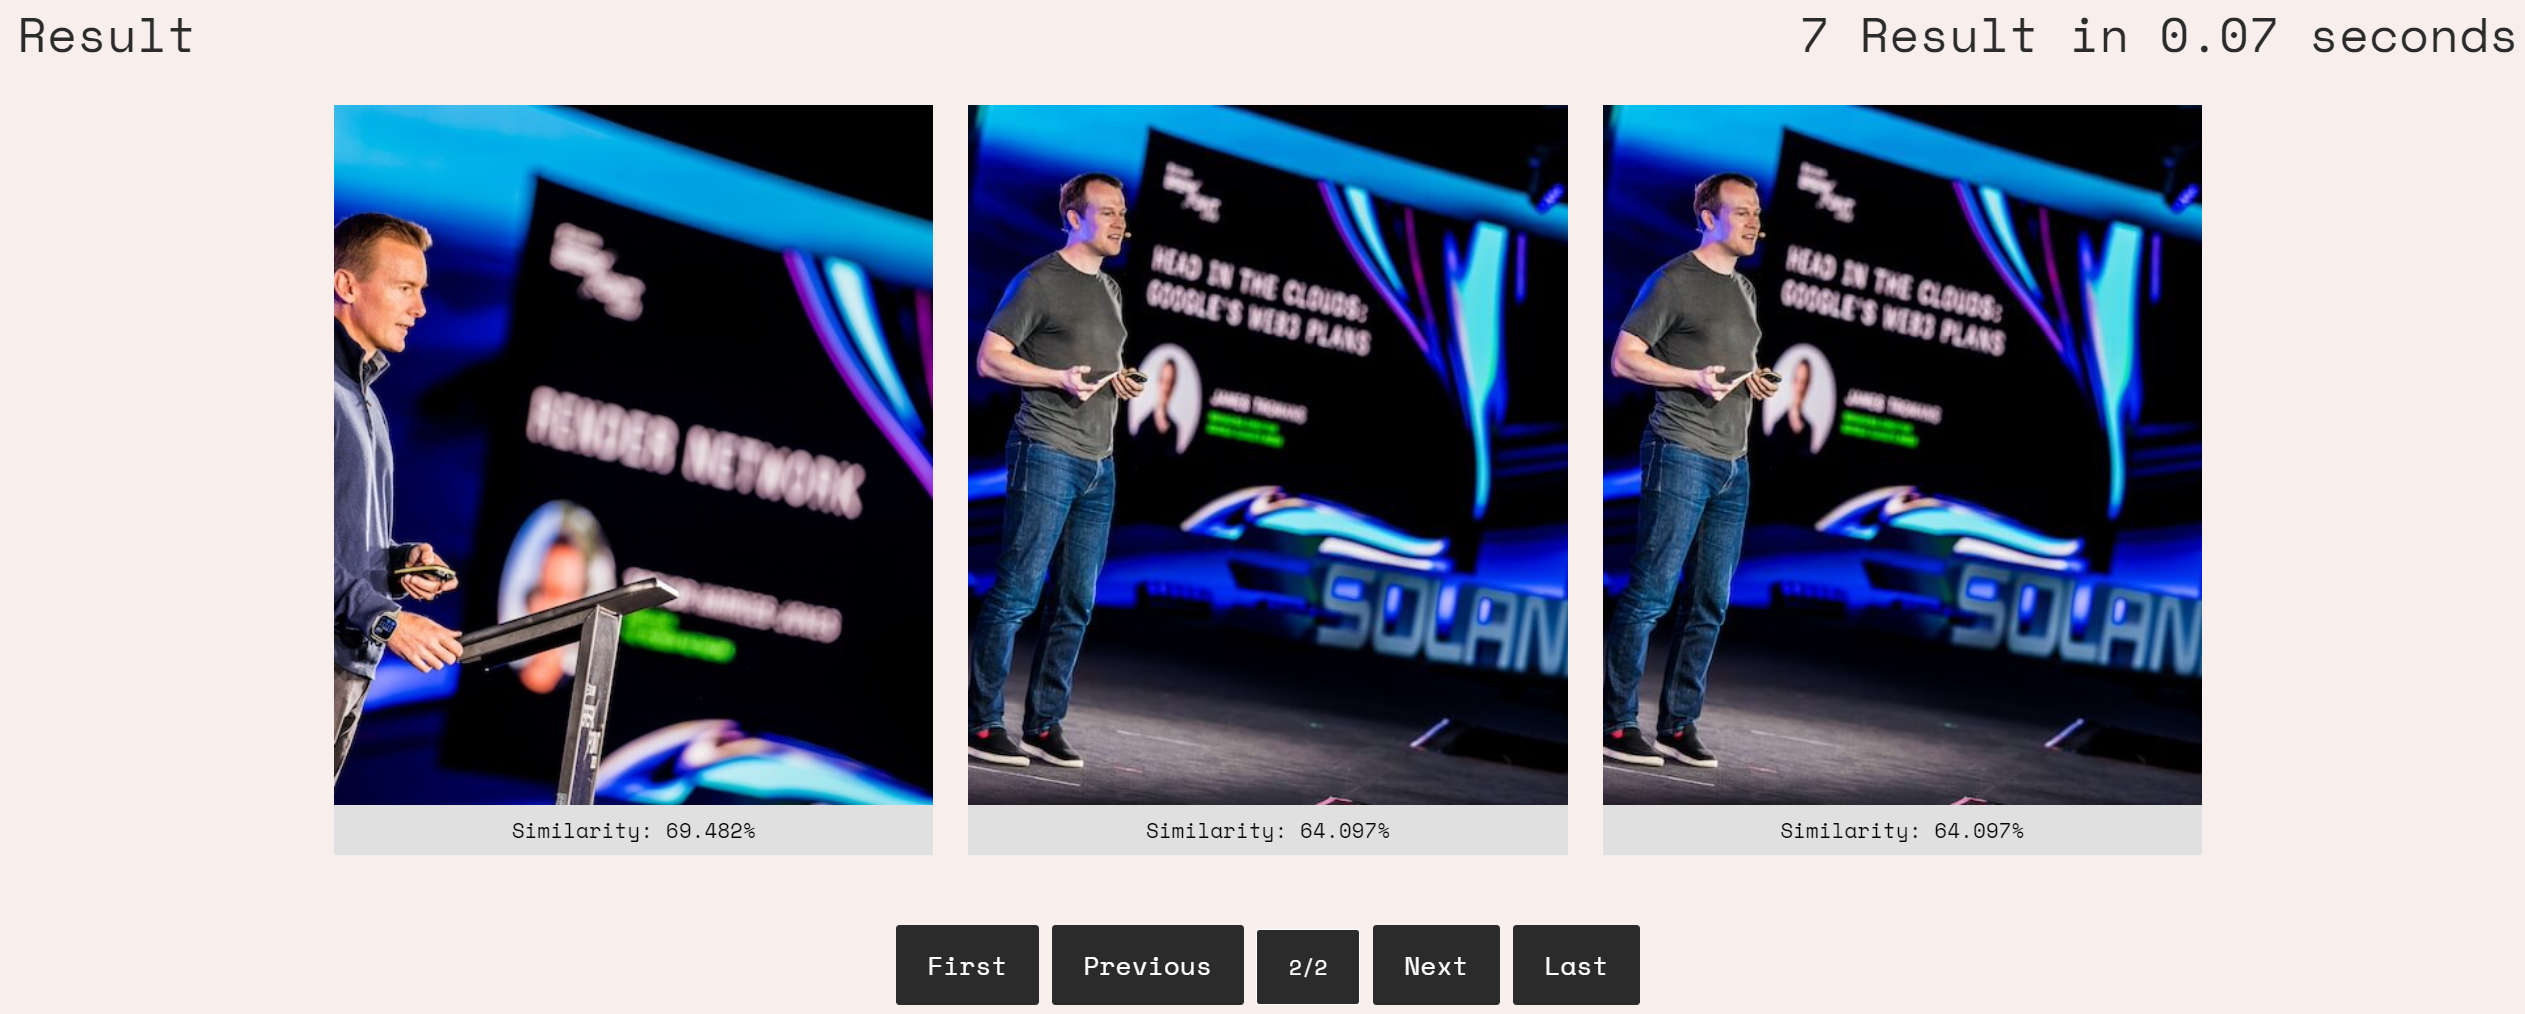 Result
7 Result in 0.07 seconds
RENDER NETWORK
Similarity: 69.482%
HEAD IN THE CLOUDS:
GOOGLE'S WEB3 PLANS
JAMES TROMANS
SOLAN
Similarity: 64.097%
HEAD IN THE CLOUDS:
GOOGLE'S WEB3 PLANS
JAMES TROMANS
SOLAN
Similarity: 64.097%
First
Previous
2/2
Next
Last